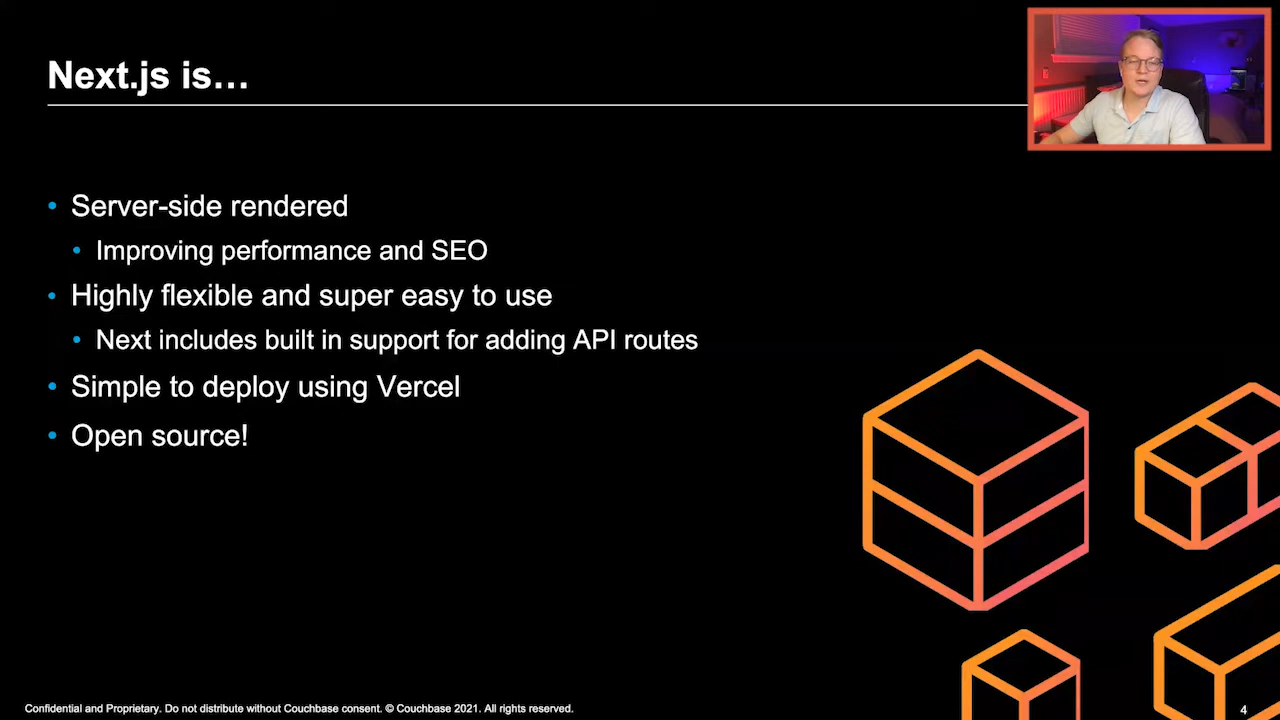 Next.js is…
Server-side rendered
Improving performance and SEO
Highly flexible and super easy to use
Next includes built in support for adding API routes
Simple to deploy using Vercel
Open source!
Confidential and Proprietary. Do not distribute without Couchbase consent. © Couchbase 2021. All rights reserved.
4